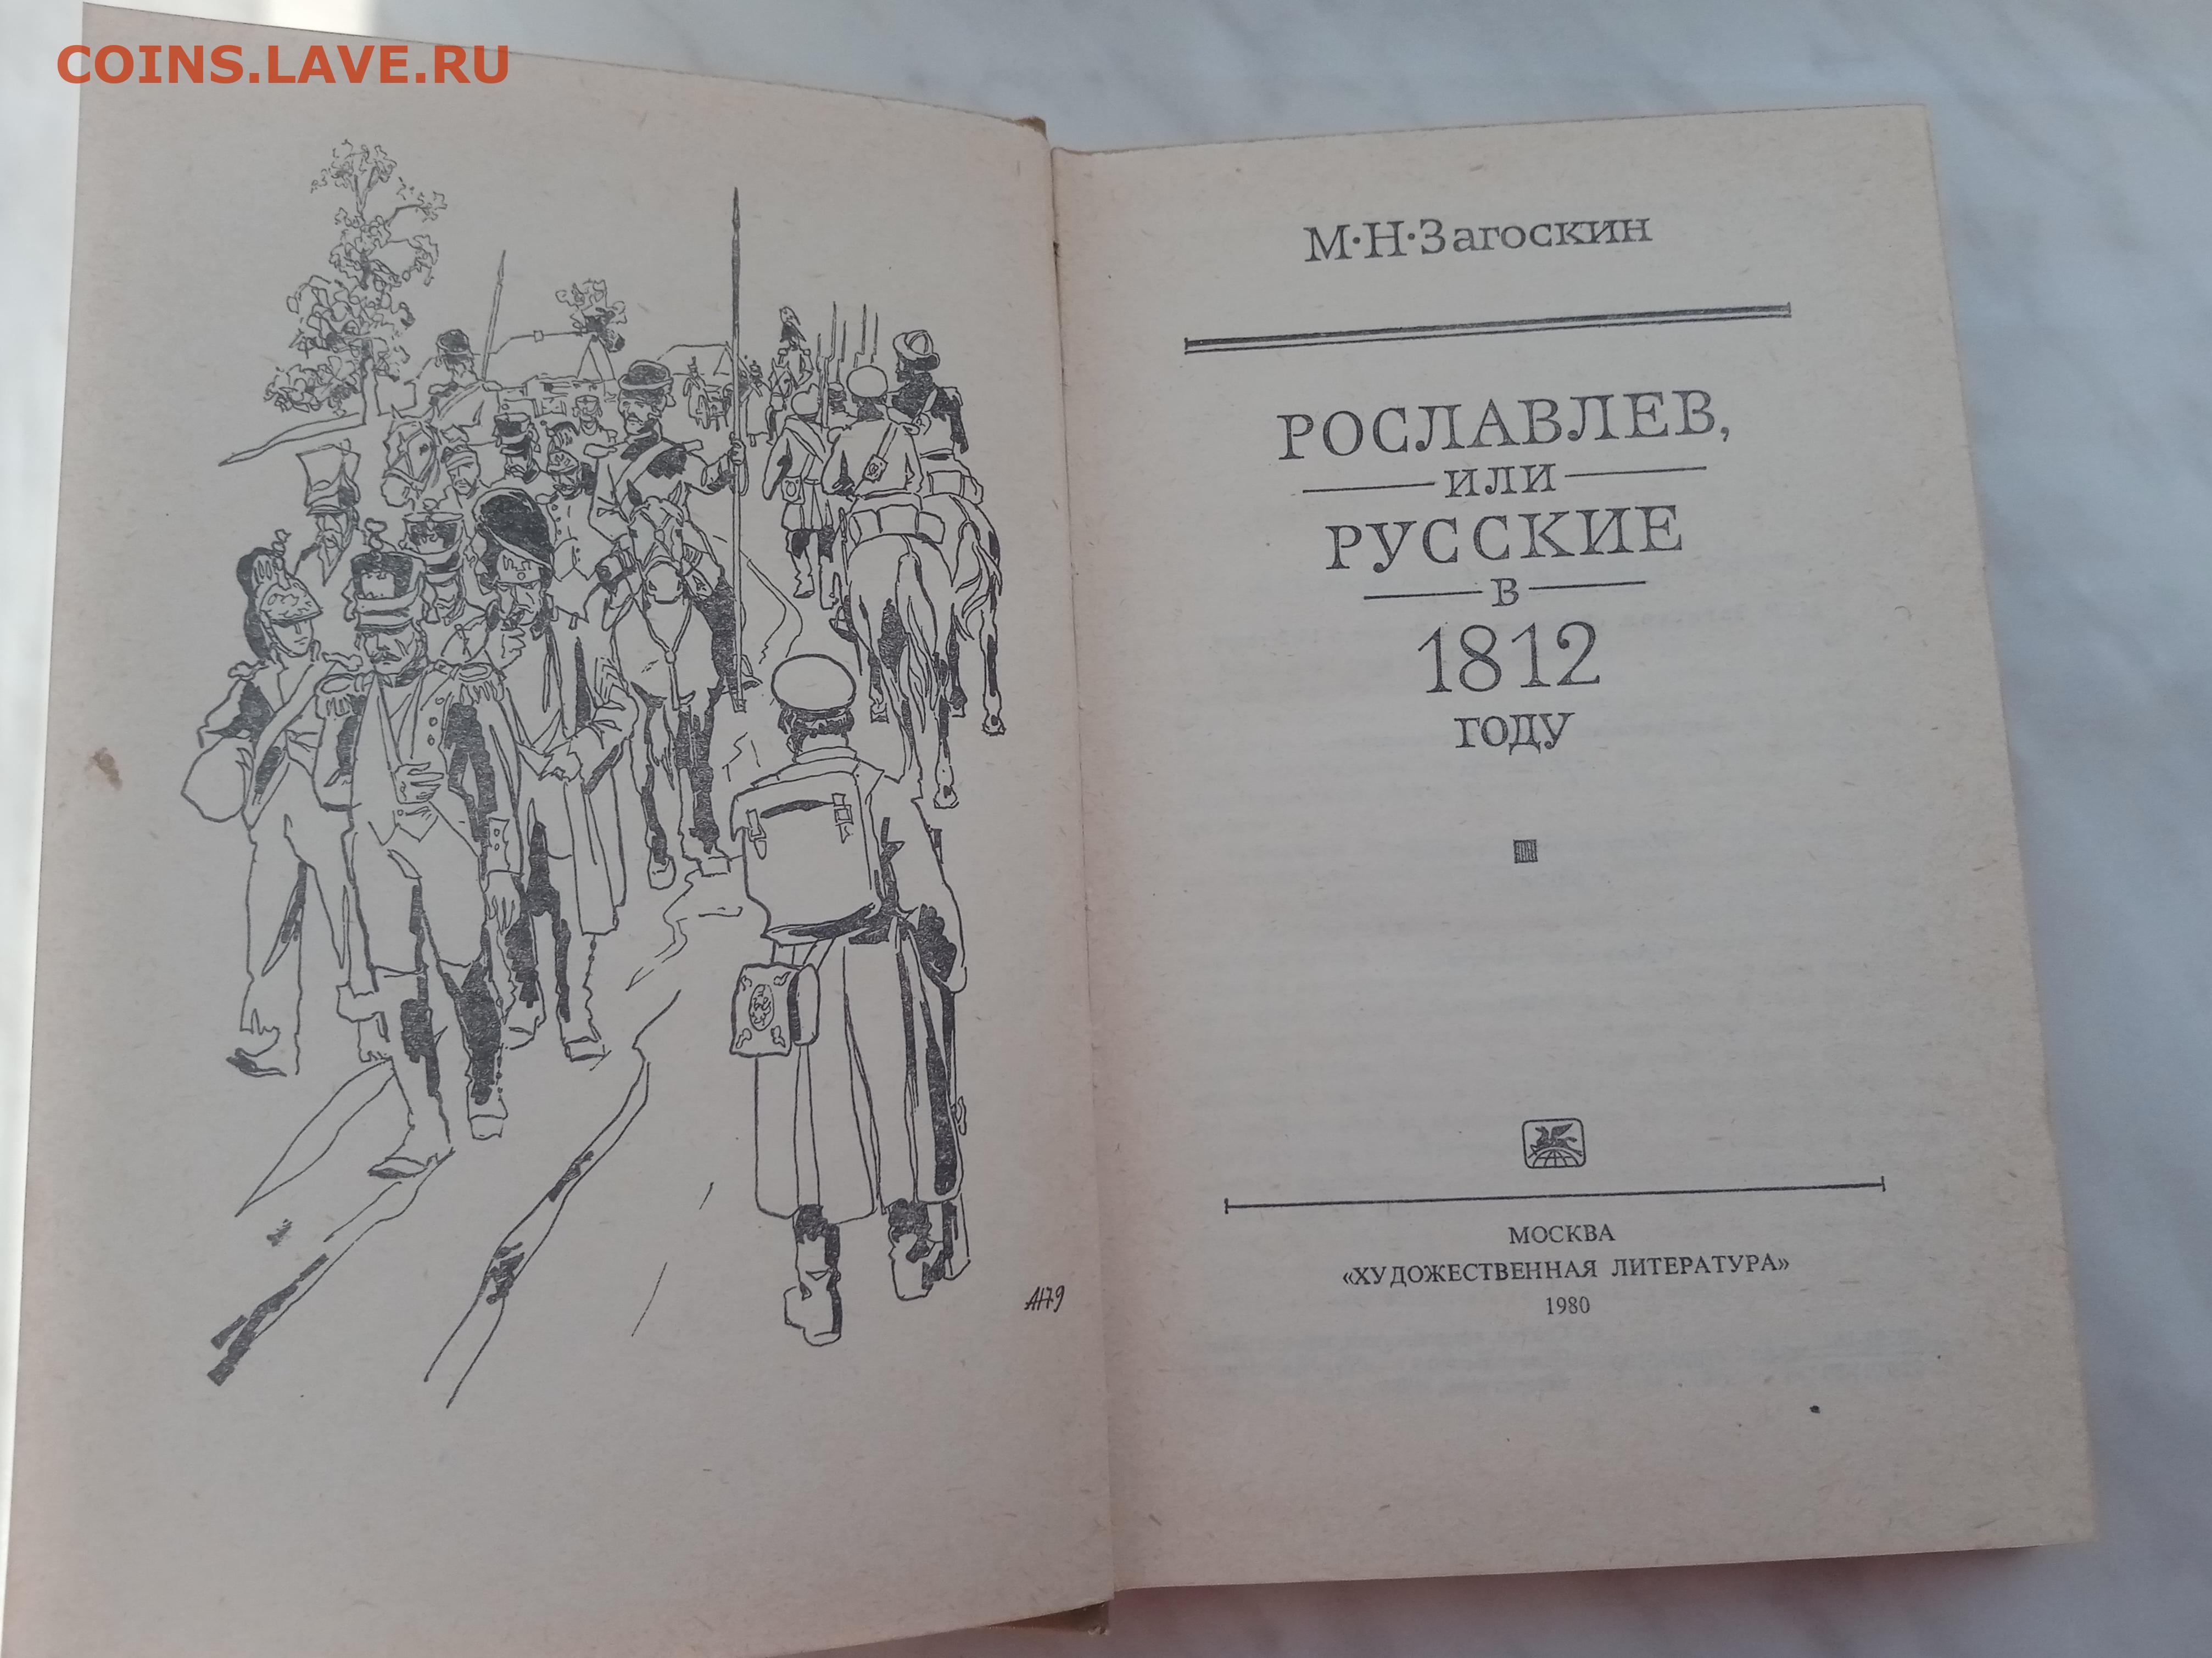 COINS.LAVE.RU
М·Н·Загоскин
РОСЛАВЛЕВ,
ИЛИ
РУССКИЕ
В
1812
ГОДУ
МОСКВА
«ХУДОЖЕСТВЕННАЯ ЛИТЕРАТУРА»
1980